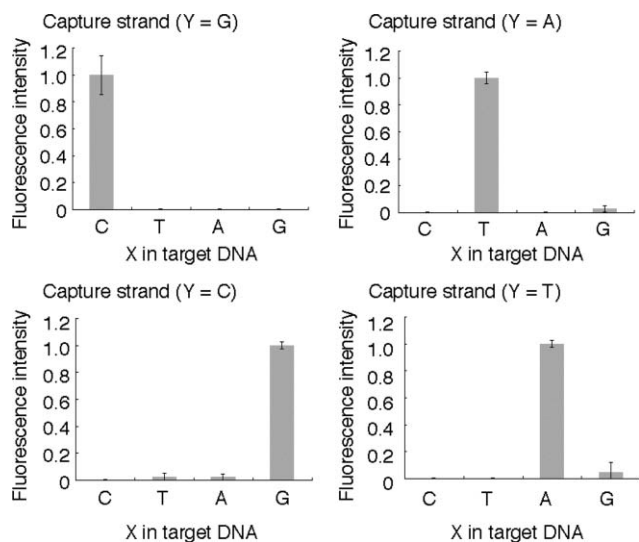 Capture strand (Y = G)
Fluorescence intensity
1.2
1.0
0.8
0.6
0.4
0.2
0
C T A G
X in target DNA
Capture strand (Y = A)
Fluorescence intensity
1.2
1.0
0.8
0.6
0.4
0.2
0
C T A G
X in target DNA
Capture strand (Y = C)
Fluorescence intensity
1.2
1.0
0.8
0.6
0.4
0.2
0
C T A G
X in target DNA
Capture strand (Y = T)
Fluorescence intensity
1.2
1.0
0.8
0.6
0.4
0.2
0
C T A G
X in target DNA